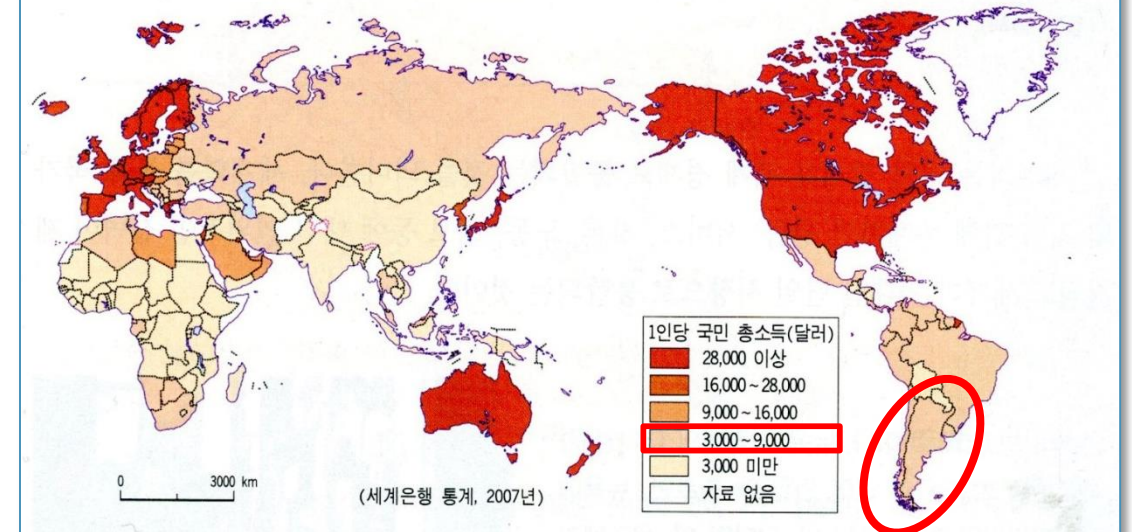 1인당 국민 총소득(달러)
28,000 이상
16,000~28,000
9,000~16,000
3,000~9,000
3,000 미만
자료 없음
0 3000 km
(세계은행 통계, 2007년)